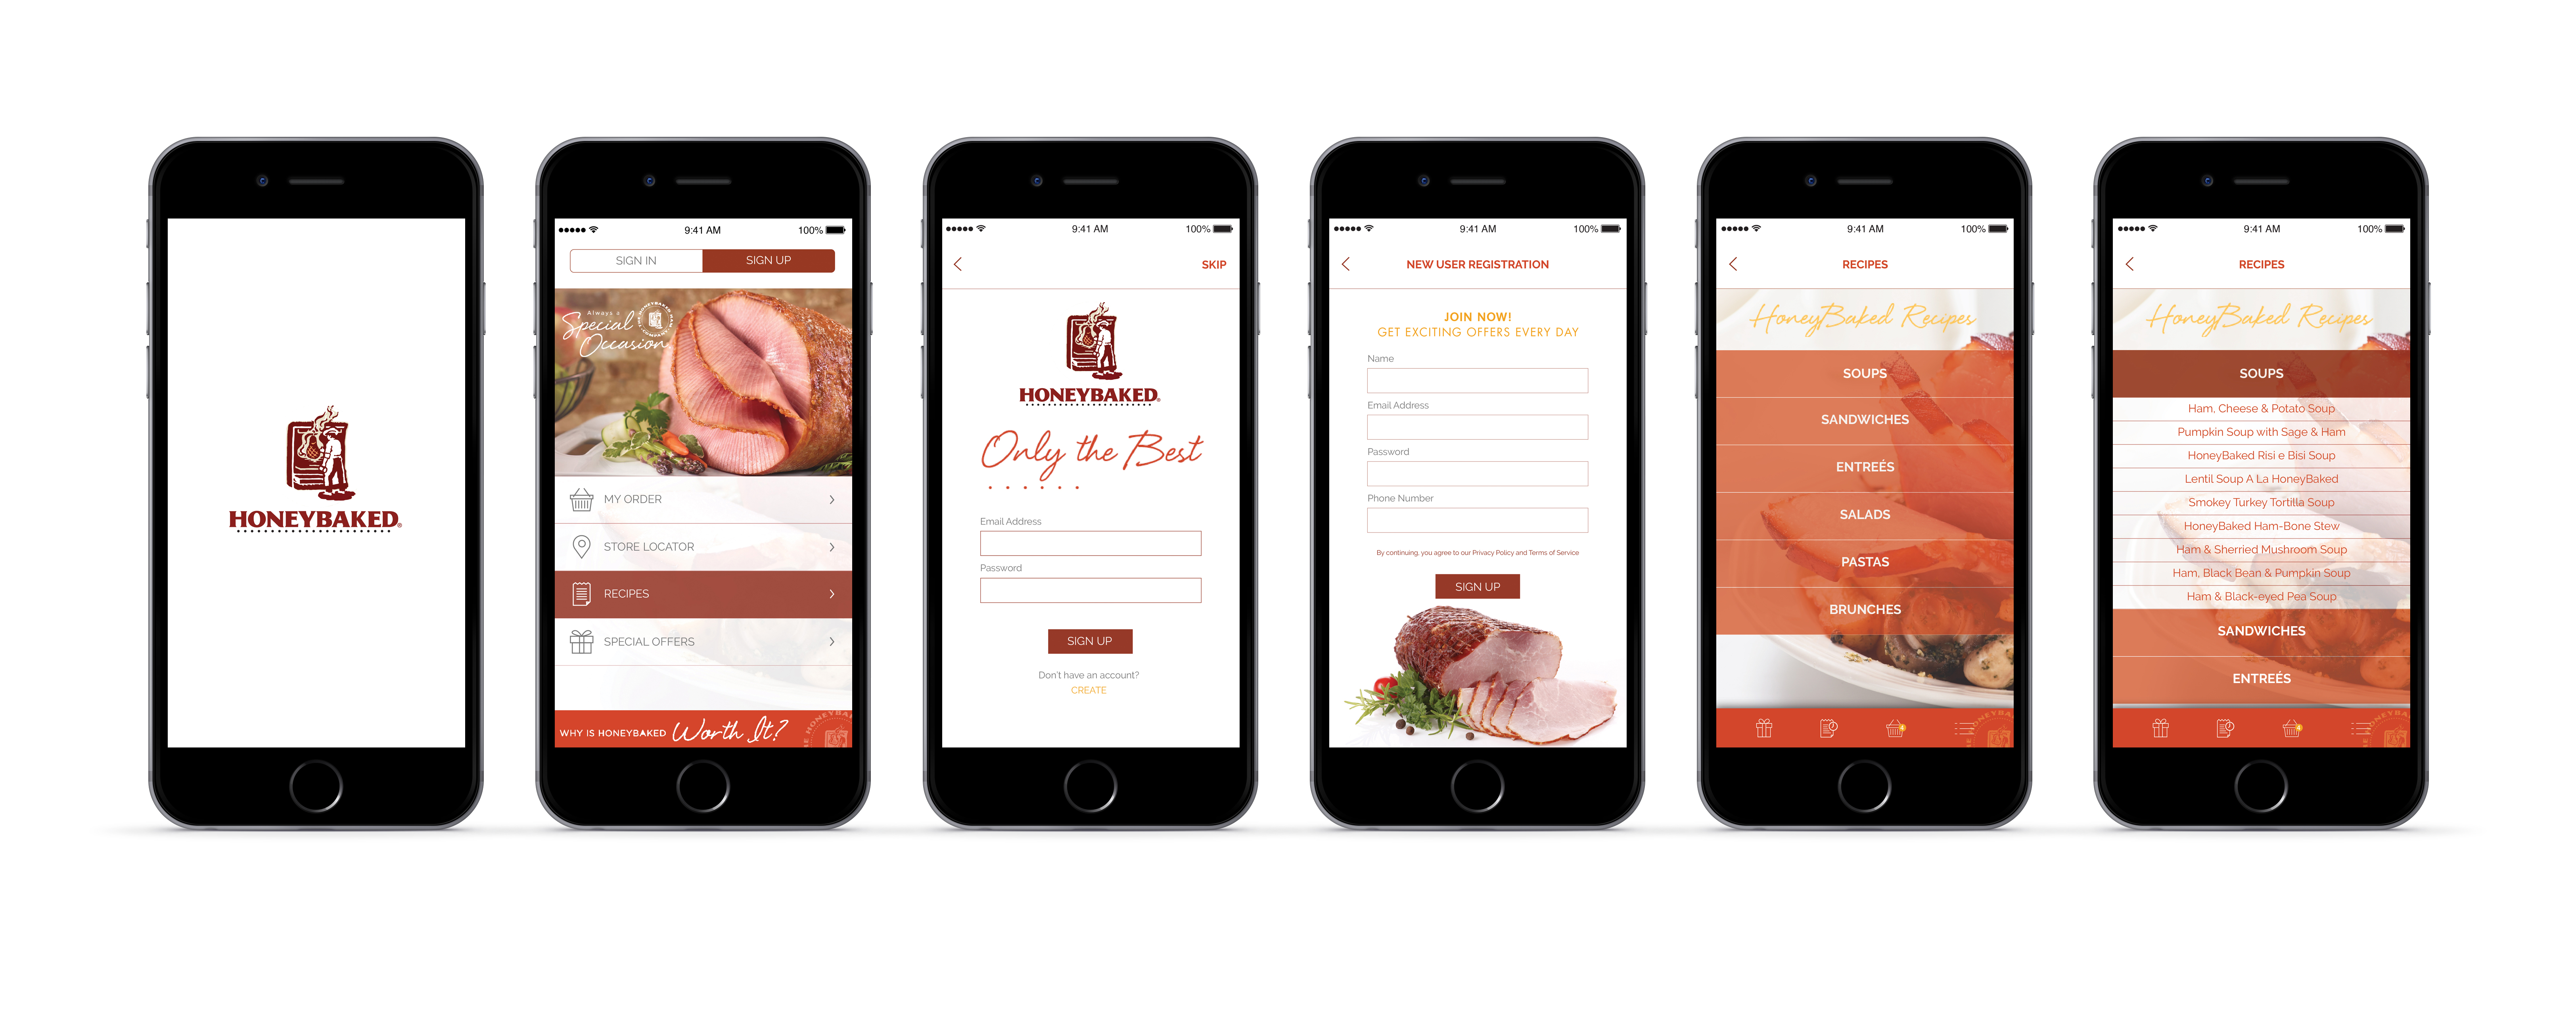 HONEYBAKED®
9:41 AM 100%
SIGN IN SIGN UP
Always a
Special
Occasion
MY ORDER
STORE LOCATOR
RECIPES
SPECIAL OFFERS
WHY IS HONEYBAKED Worth It?
9:41 AM 100%
SKIP
HONEYBAKED®
Only the Best
Email Address
Password
SIGN UP
Don't have an account?
CREATE
9:41 AM 100%
NEW USER REGISTRATION
JOIN NOW!
GET EXCITING OFFERS EVERY DAY
Name
Email Address
Password
Phone Number
By continuing, you agree to our Privacy Policy and Terms of Service
SIGN UP
9:41 AM 100%
RECIPES
HoneyBaked Recipes
SOUPS
SANDWICHES
ENTREÉS
SALADS
PASTAS
BRUNCHES
9:41 AM 100%
RECIPES
HoneyBaked Recipes
SOUPS
Ham, Cheese & Potato Soup
Pumpkin Soup with Sage & Ham
HoneyBaked Risi e Bisi Soup
Lentil Soup A La HoneyBaked
Smokey Turkey Tortilla Soup
HoneyBaked Ham-Bone Stew
Ham & Sherried Mushroom Soup
Ham, Black Bean & Pumpkin Soup
Ham & Black-eyed Pea Soup
SANDWICHES
ENTREÉS